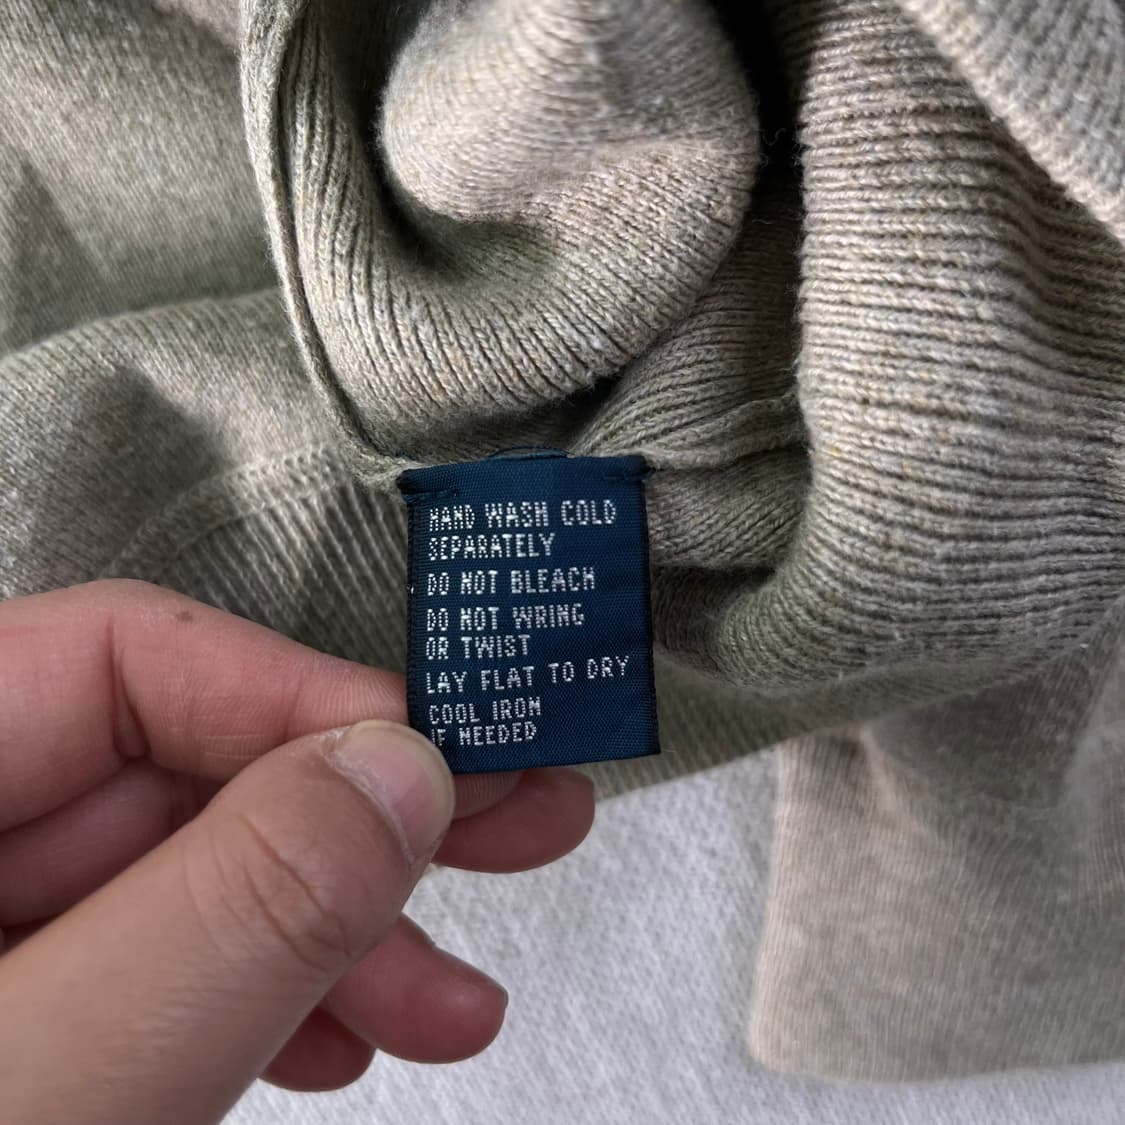 HAND WASH COLD
SEPARATELY
DO NOT BLEACH
DO NOT WRING
OR TWIST
LAY FLAT TO DRY
COOL IRON
IF NEEDED